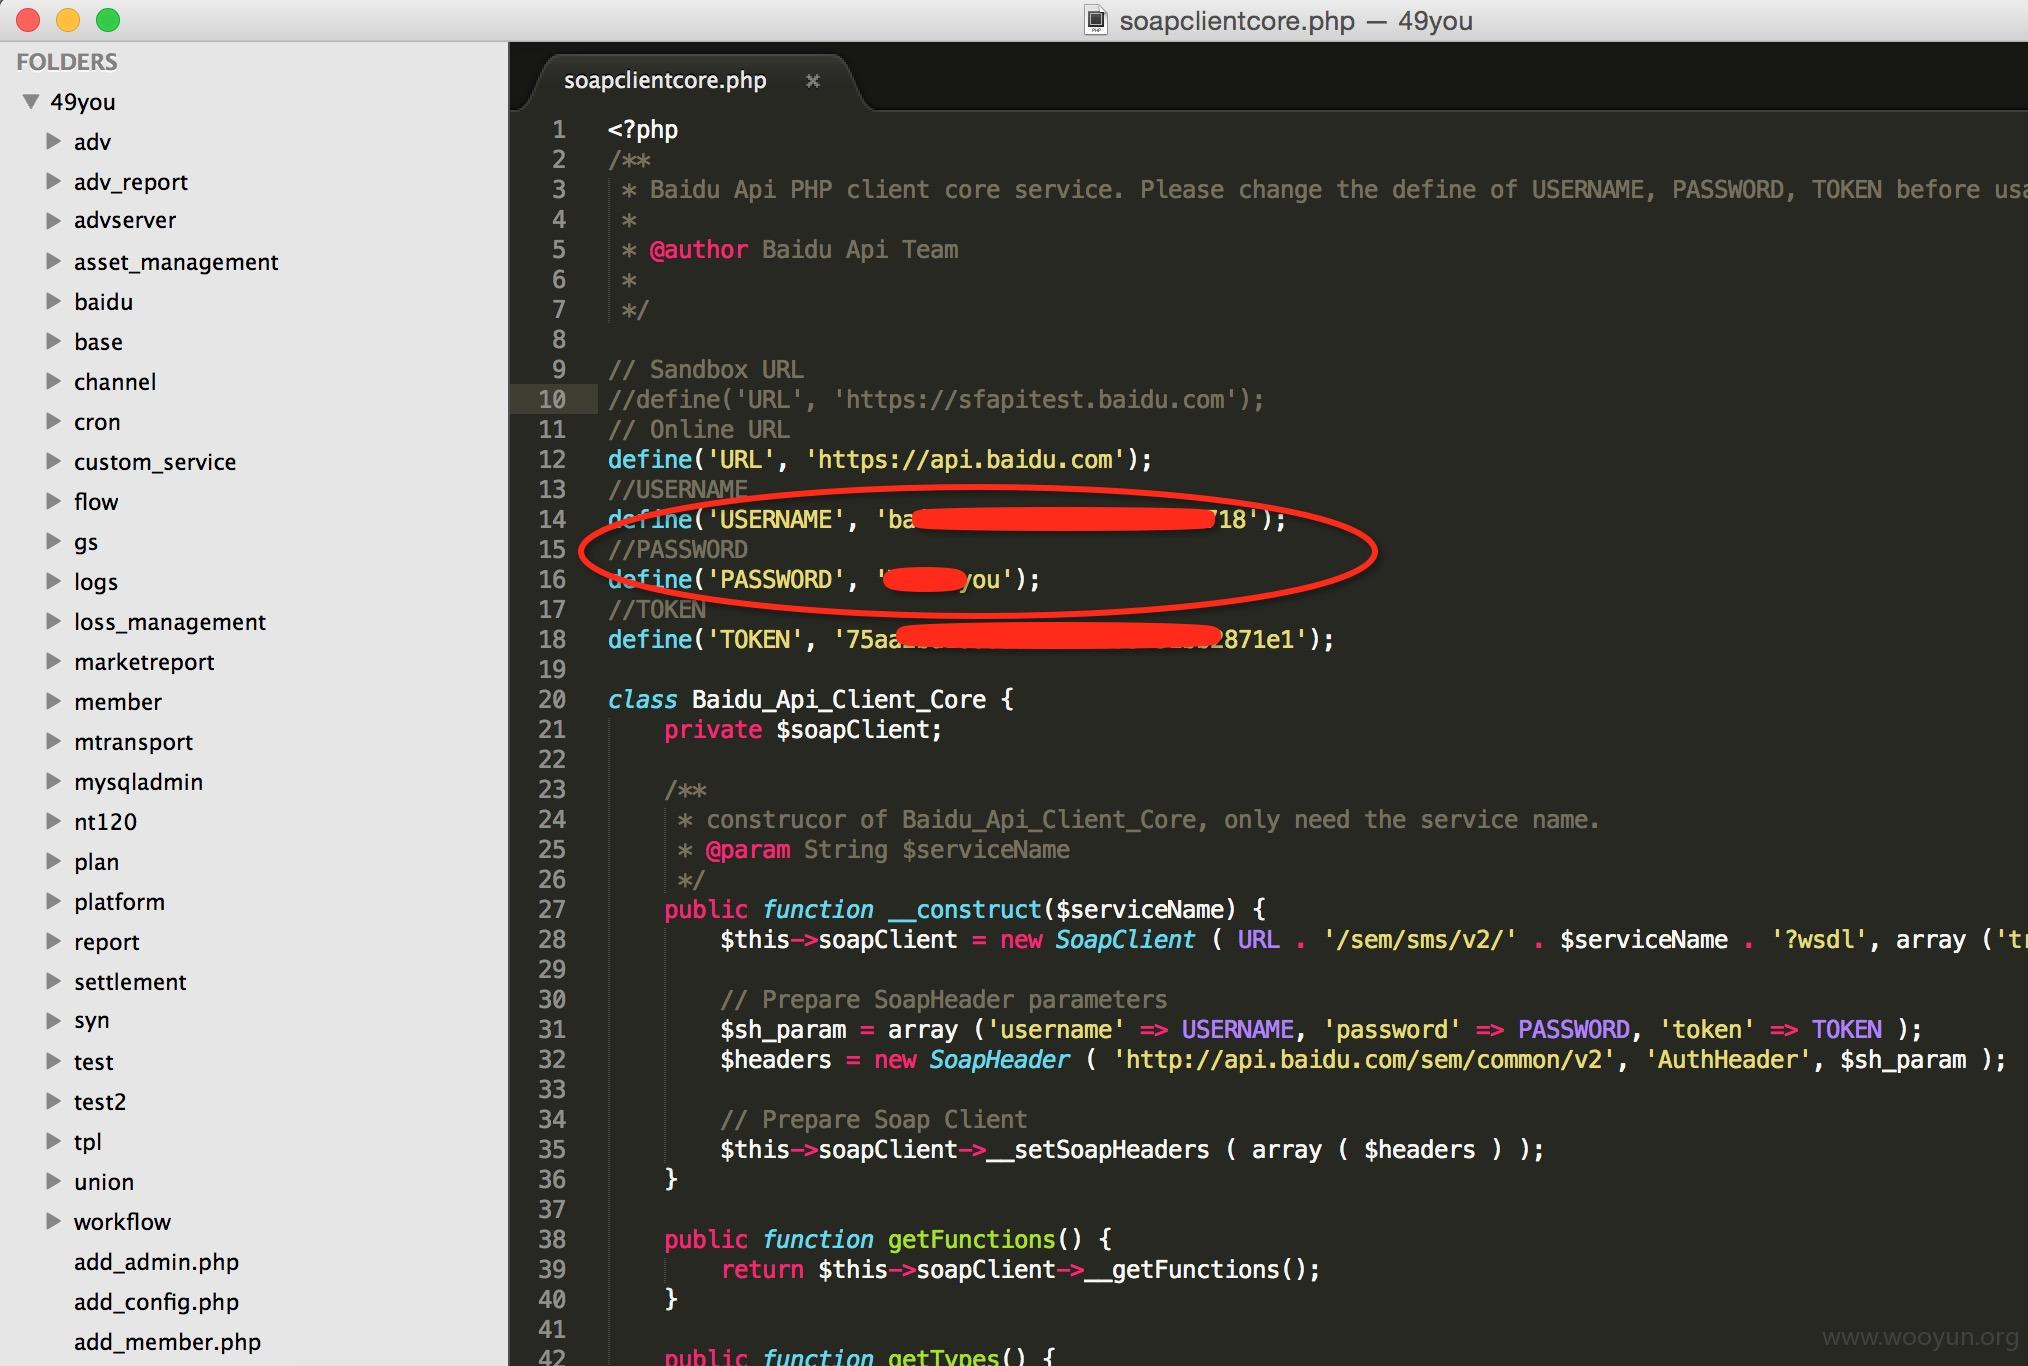 soapclientcore.php — 49you
FOLDERS
49you
adv
adv_report
advserver
asset_management
baidu
base
channel
cron
custom_service
flow
gs
logs
loss_management
marketreport
member
mtransport
mysqladmin
nt120
plan
platform
report
settlement
syn
test
test2
tpl
union
workflow
add_admin.php
add_config.php
add_member.php
soapclientcore.php ×
1 <?php
2 /**
3 * Baidu Api PHP client core service. Please change the define of USERNAME, PASSWORD, TOKEN before
4 *
5 * @author Baidu Api Team
6 *
7 */
8
9 // Sandbox URL
10 //define('URL', 'https://sfapitest.baidu.com');
11 // Online URL
12 define('URL', 'https://api.baidu.com');
13 //USERNAME
14 define('USERNAME', 'ba 718');
15 //PASSWORD
16 define('PASSWORD', ' you');
17 //TOKEN
18 define('TOKEN', '75aa 2871e1');
19
20 class Baidu_Api_Client_Core {
21 private $soapClient;
22
23 /**
24 * construcor of Baidu_Api_Client_Core, only need the service name.
25 * @param String $serviceName
26 */
27 public function __construct($serviceName) {
28 $this->soapClient = new SoapClient ( URL . '/sem/sms/v2/' . $serviceName . '?wsdl', array ('t
29
30 // Prepare SoapHeader parameters
31 $sh_param = array ('username' => USERNAME, 'password' => PASSWORD, 'token' => TOKEN );
32 $headers = new SoapHeader ( 'http://api.baidu.com/sem/common/v2', 'AuthHeader', $sh_param );
33
34 // Prepare Soap Client
35 $this->soapClient->__setSoapHeaders ( array ( $headers ) );
36 }
37
38 public function getFunctions() {
39 return $this->soapClient->__getFunctions();
40 }
41
42 public function getTypes() {
www.wooyun.org